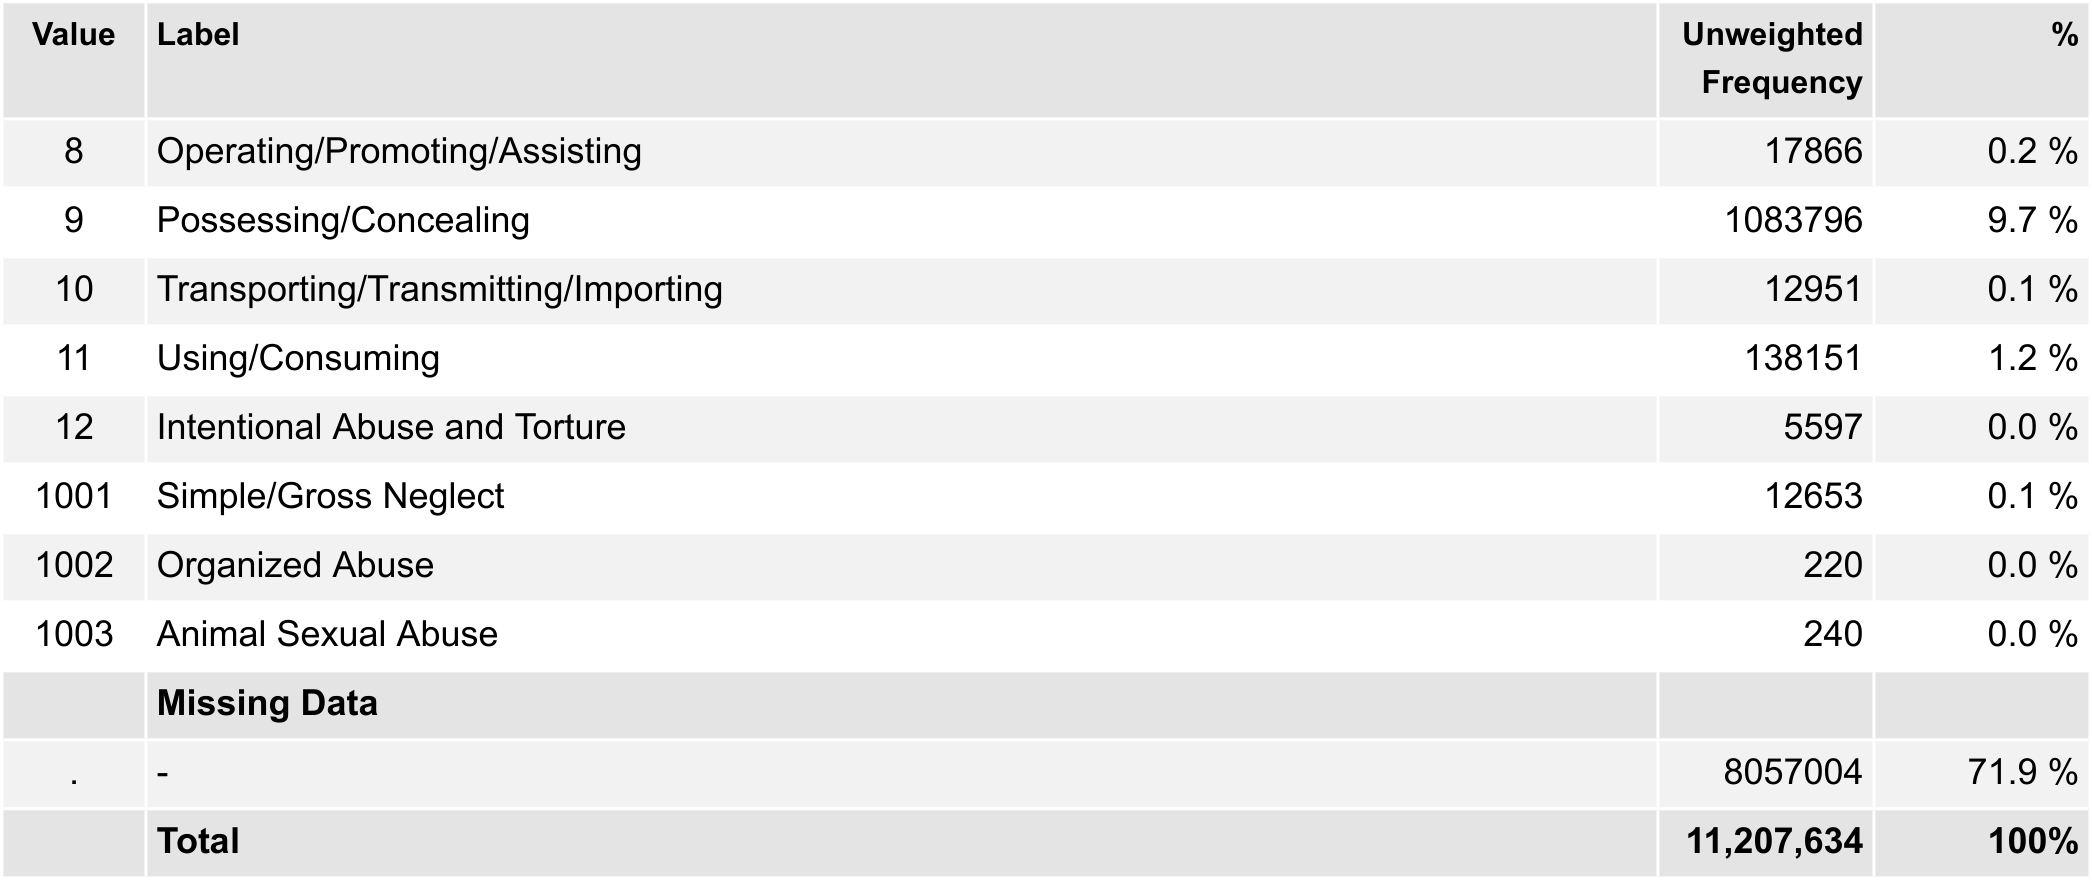 Value Label Unweighted Frequency %
8 Operating/Promoting/Assisting 17866 0.2 %
9 Possessing/Concealing 1083796 9.7 %
10 Transporting/Transmitting/Importing 12951 0.1 %
11 Using/Consuming 138151 1.2 %
12 Intentional Abuse and Torture 5597 0.0 %
1001 Simple/Gross Neglect 12653 0.1 %
1002 Organized Abuse 220 0.0 %
1003 Animal Sexual Abuse 240 0.0 %
Missing Data
. - 8057004 71.9 %
Total 11,207,634 100%